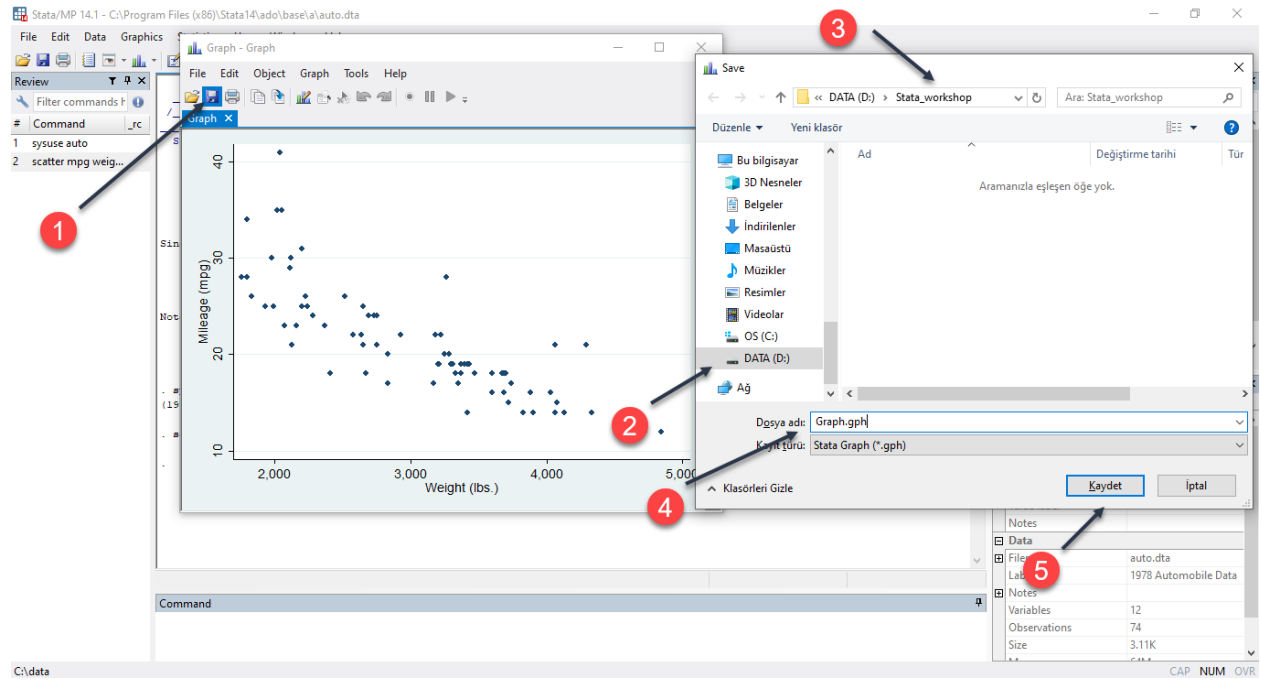 Stata/MP 14.1 - C:\Program Files (x86)\Stata14\ado\base\a\auto.dta
File Edit Data Graphics
Review
Filter commands h
# Command _rc
1 sysuse auto
2 scatter mpg weig...
Sin
Not
(19
Graph - Graph
File Edit Object Graph Tools Help
Graph
40
30
20
10
Mileage (mpg)
2,000 3,000 4,000 5,000
Weight (lbs.)
1
2
3
4
5
Save
« DATA (D:) › Stata_workshop
Ara: Stata_workshop
Düzenle Yeni klasör
Ad Değiştirme tarihi Tür
Aramanızla eşleşen öğe yok.
Bu bilgisayar
3D Nesneler
Belgeler
İndirilenler
Masaüstü
Müzikler
Resimler
Videolar
OS (C:)
DATA (D:)
Ağ
Dosya adı: Graph.gph
Kayıt türü: Stata Graph (*.gph)
Klasörleri Gizle
Kaydet İptal
Notes
Data
File auto.dta
Lab 1978 Automobile Data
Notes
Variables 12
Observations 74
Size 3.11K
Command
C:\data
CAP NUM OVR